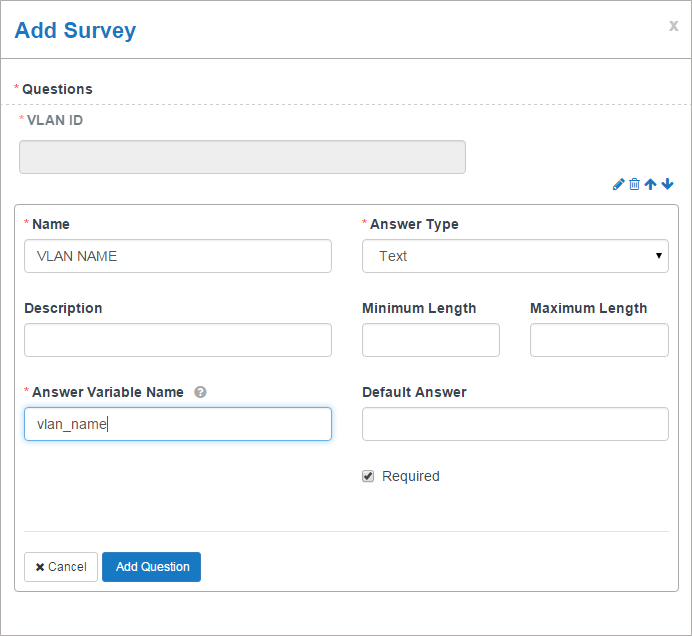 Add Survey
x
* Questions
* VLAN ID
* Name
* Answer Type
VLAN NAME
Text
Description
Minimum Length
Maximum Length
* Answer Variable Name ?
Default Answer
vlan_name
Required
Cancel
Add Question